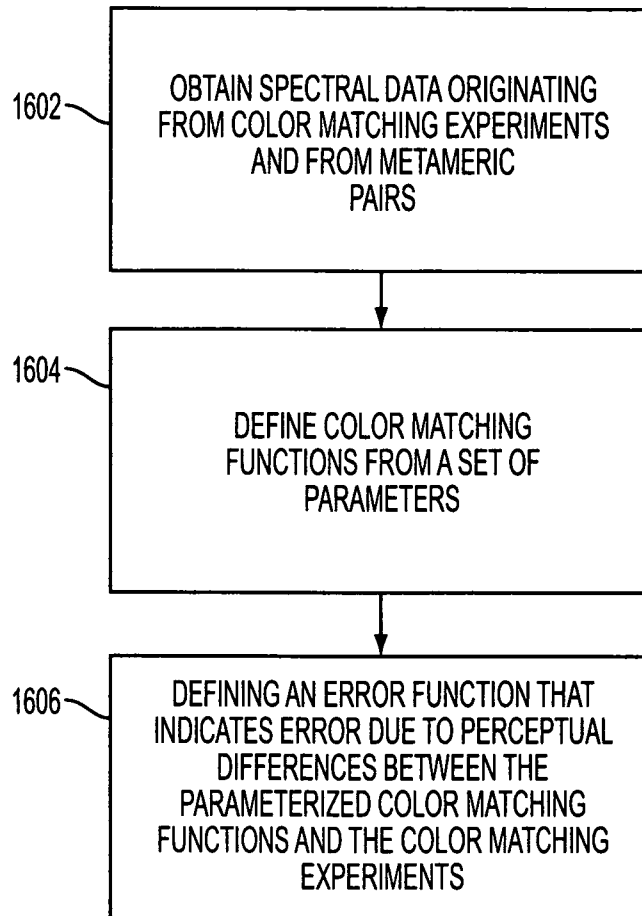 1602
OBTAIN SPECTRAL DATA ORIGINATING
FROM COLOR MATCHING EXPERIMENTS
AND FROM METAMERIC
PAIRS
1604
DEFINE COLOR MATCHING
FUNCTIONS FROM A SET OF
PARAMETERS
1606
DEFINING AN ERROR FUNCTION THAT
INDICATES ERROR DUE TO PERCEPTUAL
DIFFERENCES BETWEEN THE
PARAMETERIZED COLOR MATCHING
FUNCTIONS AND THE COLOR MATCHING
EXPERIMENTS